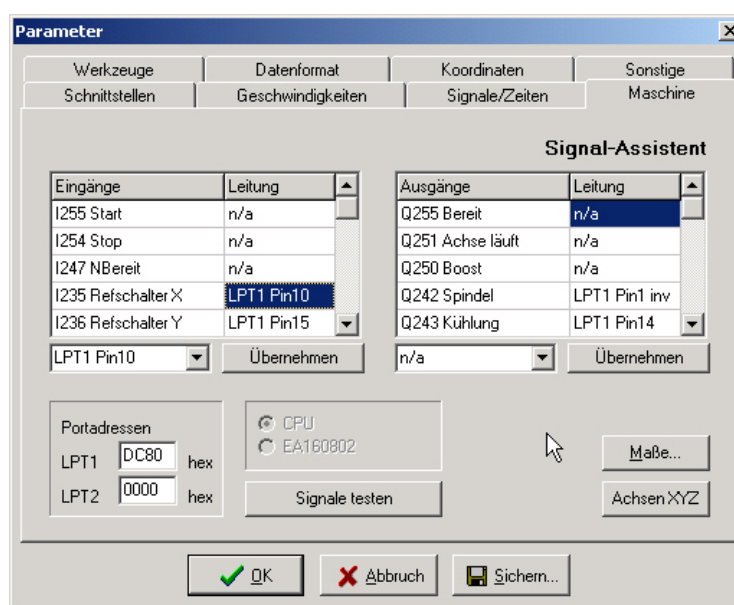 Parameter
Werkzeuge Datenformat Koordinaten Sonstige
Schnittstellen Geschwindigkeiten Signale/Zeiten Maschine
Signal-Assistent
Eingänge Leitung Ausgänge Leitung
I255 Start n/a Q255 Bereit n/a
I254 Stop n/a Q251 Achse läuft n/a
I247 NBereit n/a Q250 Boost n/a
I235 Refschalter X LPT1 Pin10 Q242 Spindel LPT1 Pin1 inv
I236 Refschalter Y LPT1 Pin15 Q243 Kühlung LPT1 Pin14
LPT1 Pin10 Übernehmen n/a Übernehmen
Portadressen
LPT1 DC80 hex
LPT2 0000 hex
CPU
EA160802
Signale testen
Maße...
Achsen XYZ
OK Abbruch Sichern...